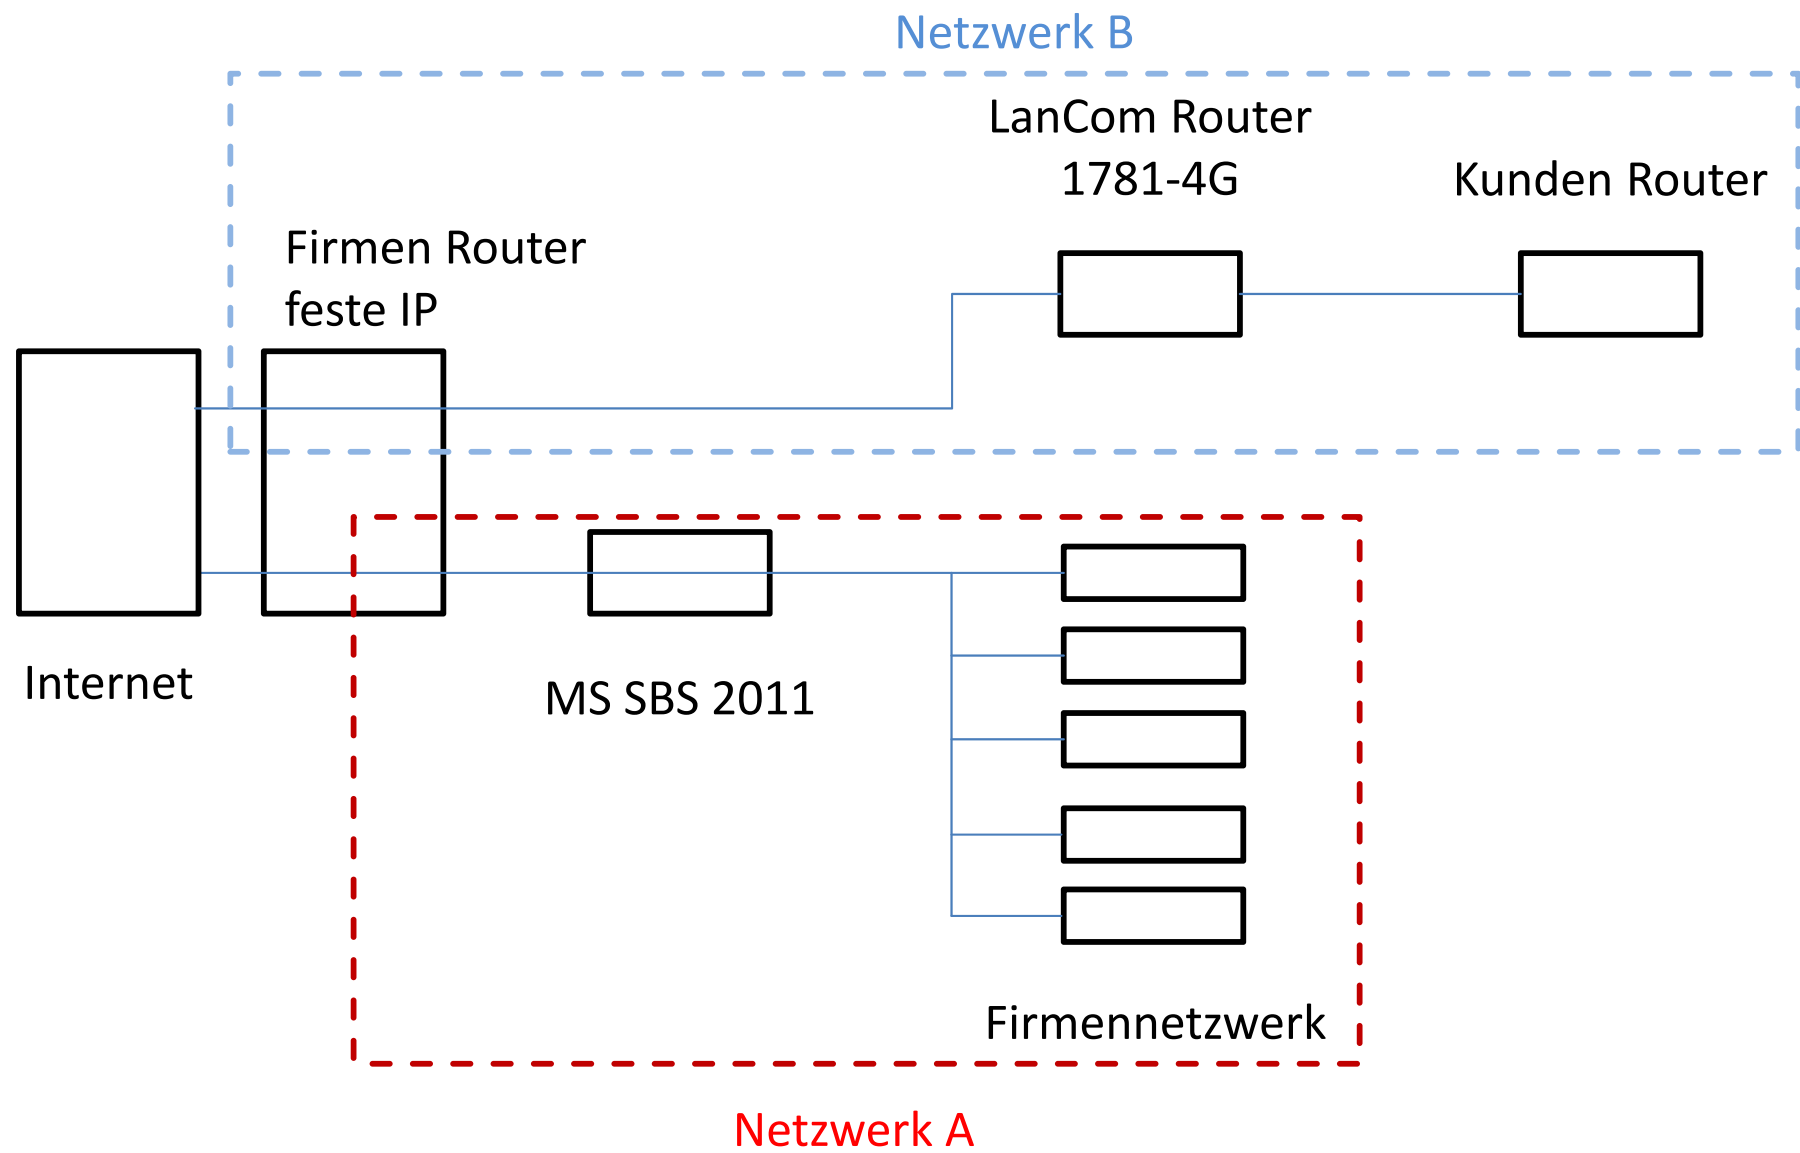 Netzwerk B
LanCom Router
1781-4G
Kunden Router
Firmen Router
feste IP
Internet
MS SBS 2011
Firmennetzwerk
Netzwerk A